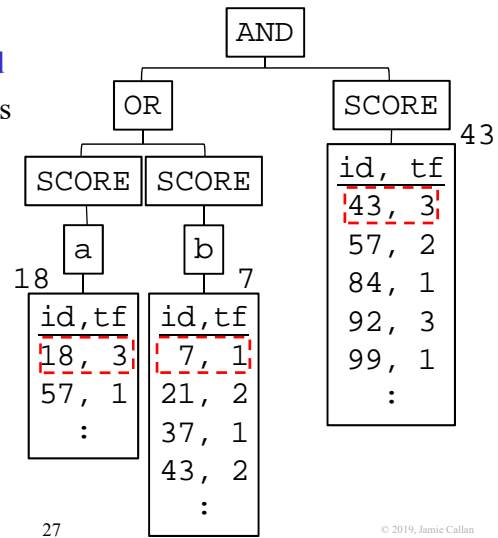 AND
l
s
OR
SCORE
43
SCORE
SCORE
id, tf
43, 3
57, 2
84, 1
92, 3
99, 1
:
a
b
18
7
id,tf
18, 3
57, 1
:
id,tf
7, 1
21, 2
37, 1
43, 2
:
27
© 2019, Jamie Callan